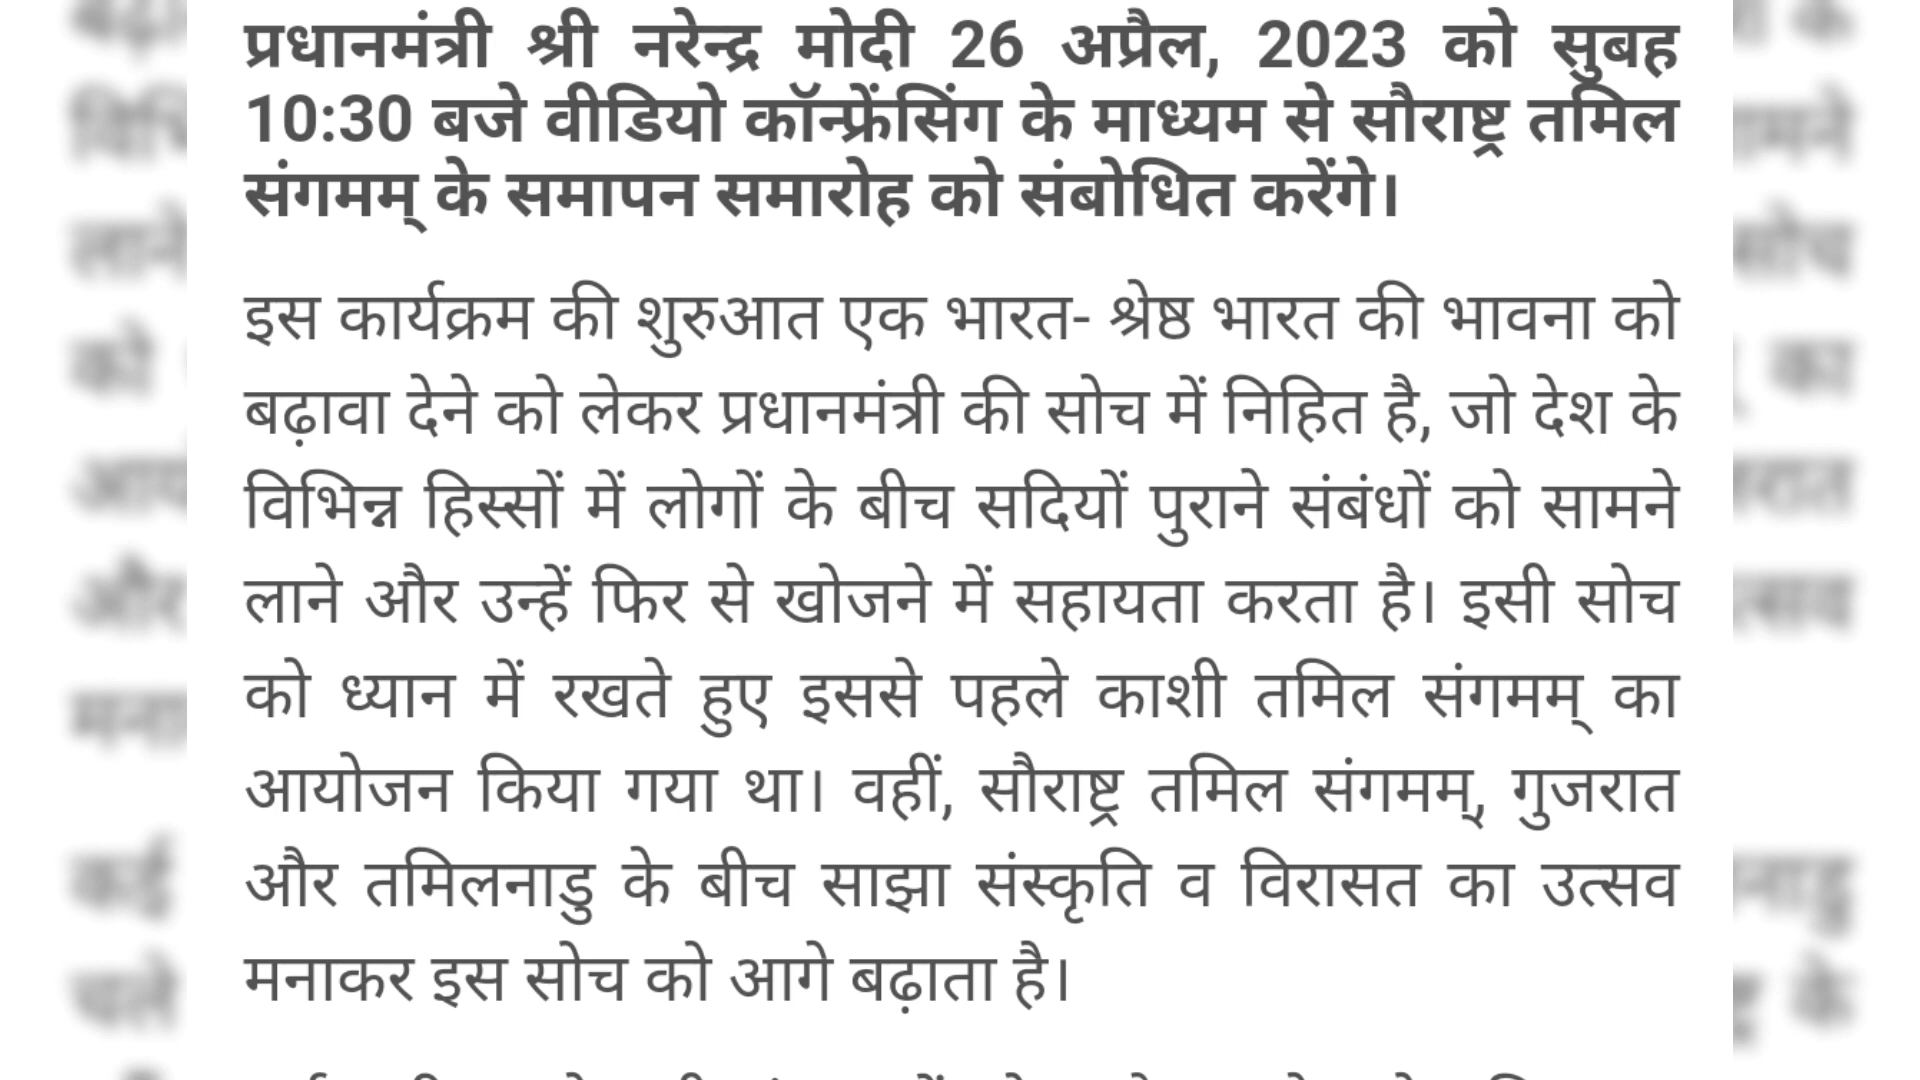 प्रधानमंत्री श्री नरेन्द्र मोदी 26 अप्रैल, 2023 को सुबह
10:30 बजे वीडियो कॉन्फ्रेंसिंग के माध्यम से सौराष्ट्र तमिल
संगमम् के समापन समारोह को संबोधित करेंगे।
इस कार्यक्रम की शुरुआत एक भारत- श्रेष्ठ भारत की भावना को
बढ़ावा देने को लेकर प्रधानमंत्री की सोच में निहित है, जो देश के
विभिन्न हिस्सों में लोगों के बीच सदियों पुराने संबंधों को सामने
लाने और उन्हें फिर से खोजने में सहायता करता है। इसी सोच
को ध्यान में रखते हुए इससे पहले काशी तमिल संगमम् का
आयोजन किया गया था। वहीं, सौराष्ट्र तमिल संगमम्, गुजरात
और तमिलनाडु के बीच साझा संस्कृति व विरासत का उत्सव
मनाकर इस सोच को आगे बढ़ाता है।